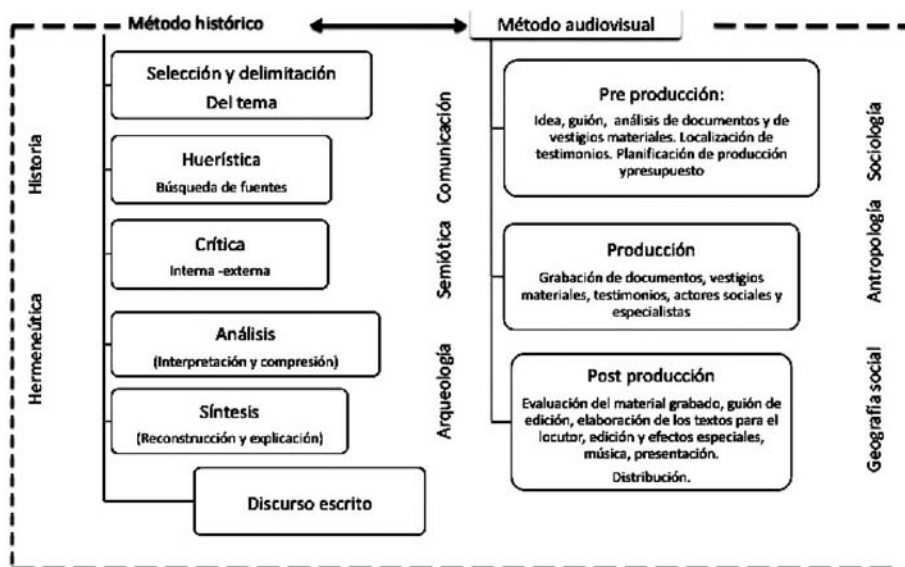 Método histórico
Método audiovisual
Historia
Hermeneútica
Selección y delimitación
Del tema
Huerística
Búsqueda de fuentes
Crítica
Interna -externa
Análisis
(Interpretación y compresión)
Síntesis
(Reconstrucción y explicación)
Discurso escrito
Comunicación
Semiótica
Arqueología
Pre producción:
Idea, guión, análisis de documentos y de
vestigios materiales. Localización de
testimonios. Planificación de producción
ypresupuesto
Producción
Grabación de documentos, vestigios
materiales, testimonios, actores sociales y
especialistas
Post producción
Evaluación del material grabado, guión de
edición, elaboración de los textos para el
locutor, edición y efectos especiales,
música, presentación.
Distribución.
Sociología
Antropología
Geografía social